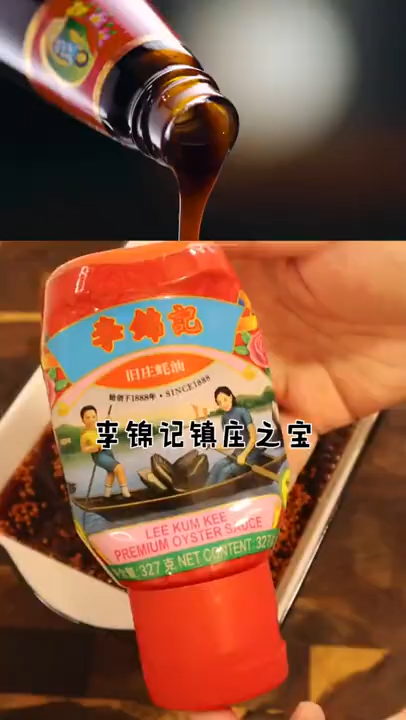 李錦記
旧庄蚝油
始创于1888年 · SINCE1888
李锦记镇庄之宝
LEE KUM KEE
PREMIUM OYSTER SAUCE
327克 NET CONTENT: 327